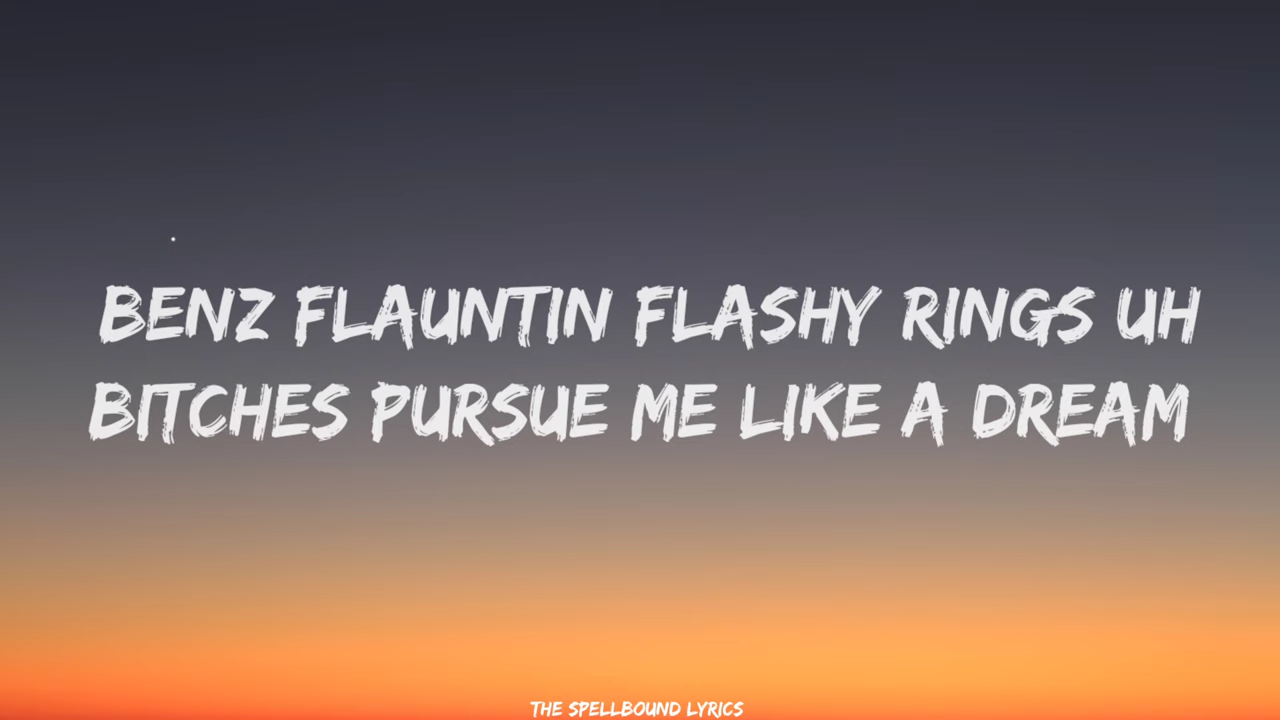 BENZ FLAUNTIN FLASHY RINGS UH
BITCHES PURSUE ME LIKE A DREAM
THE SPELLBOUND LYRICS